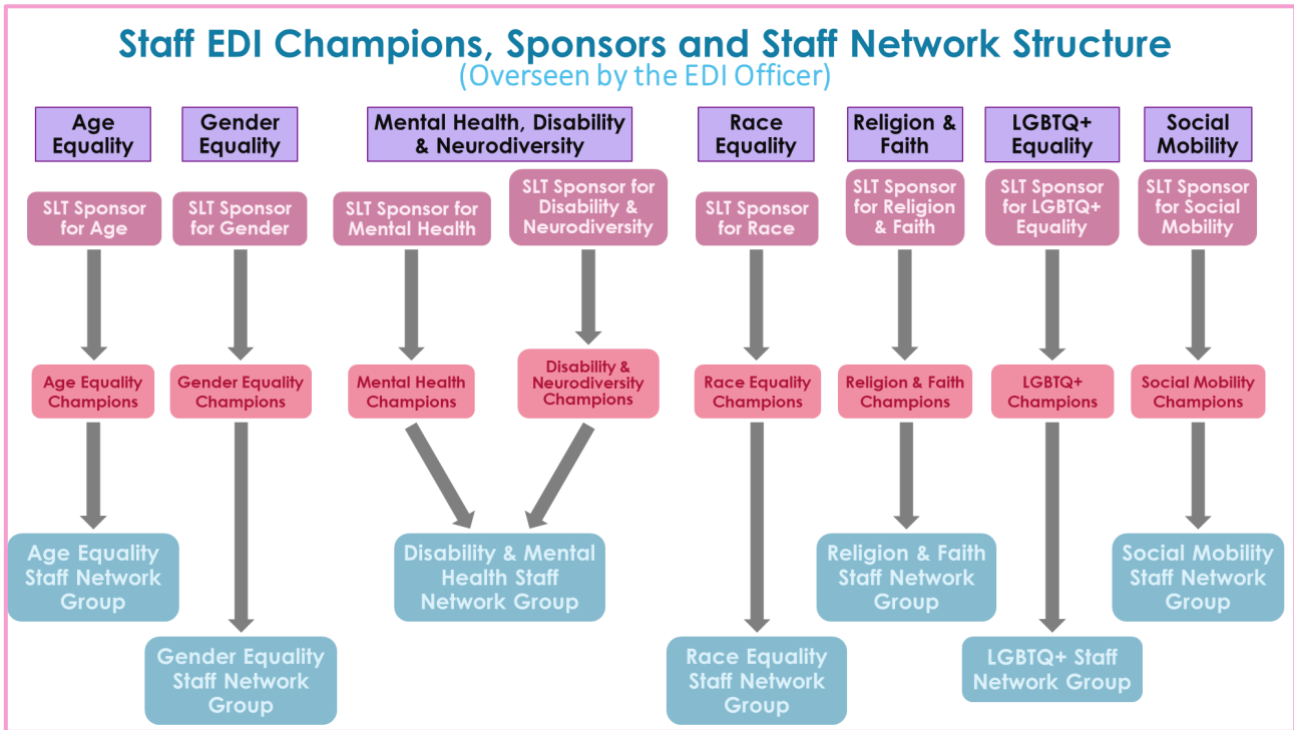 Staff EDI Champions, Sponsors and Staff Network Structure
(Overseen by the EDI Officer)
Age
Equality
Gender
Equality
Mental Health, Disability
& Neurodiversity
Race
Equality
Religion &
Faith
LGBTQ+
Equality
Social
Mobility
SLT Sponsor
for Age
SLT Sponsor
for Gender
SLT Sponsor for
Mental Health
SLT Sponsor for
Disability &
Neurodiversity
SLT Sponsor
for Race
SLT Sponsor
for Religion
& Faith
SLT Sponsor
for LGBTQ+
Equality
SLT Sponsor
for Social
Mobility
Age Equality
Champions
Gender Equality
Champions
Mental Health
Champions
Disability &
Neurodiversity
Champions
Race Equality
Champions
Religion & Faith
Champions
LGBTQ+
Champions
Social Mobility
Champions
Age Equality
Staff Network
Group
Gender Equality
Staff Network
Group
Disability & Mental
Health Staff
Network Group
Race Equality
Staff Network
Group
Religion & Faith
Staff Network
Group
LGBTQ+ Staff
Network Group
Social Mobility
Staff Network
Group